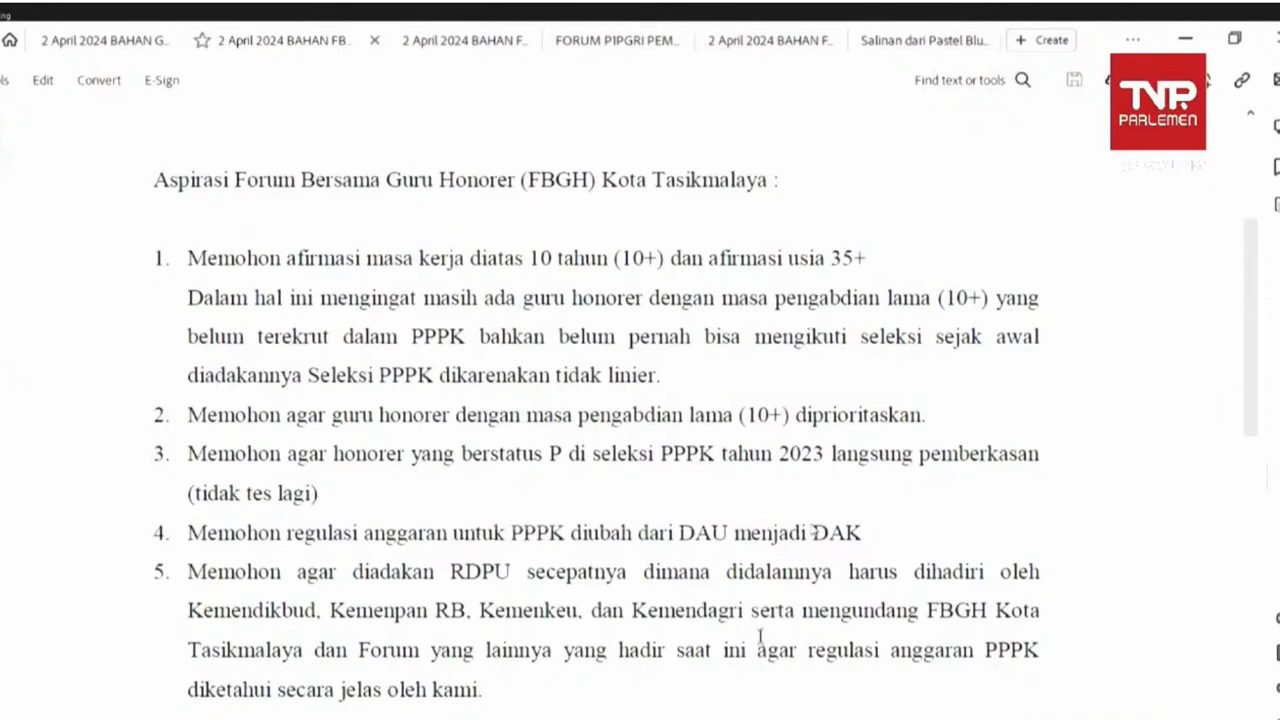 ng
2 April 2024 BAHAN G... 2 April 2024 BAHAN FB... 2 April 2024 BAHAN F... FORUM P1PGRI PEM... 2 April 2024 BAHAN F... Salinan dari Pastel Blu... + Create
ls Edit Convert E-Sign Find text or tools
TVR
PARLEMEN
Aspirasi Forum Bersama Guru Honorer (FBGH) Kota Tasikmalaya :
1. Memohon afirmasi masa kerja diatas 10 tahun (10+) dan afirmasi usia 35+
Dalam hal ini mengingat masih ada guru honorer dengan masa pengabdian lama (10+) yang
belum terekrut dalam PPPK bahkan belum pernah bisa mengikuti seleksi sejak awal
diadakannya Seleksi PPPK dikarenakan tidak linier.
2. Memohon agar guru honorer dengan masa pengabdian lama (10+) diprioritaskan.
3. Memohon agar honorer yang berstatus P di seleksi PPPK tahun 2023 langsung pemberkasan
(tidak tes lagi)
4. Memohon regulasi anggaran untuk PPPK diubah dari DAU menjadi DAK
5. Memohon agar diadakan RDPU secepatnya dimana didalamnya harus dihadiri oleh
Kemendikbud, Kemenpan RB, Kemenkeu, dan Kemendagri serta mengundang FBGH Kota
Tasikmalaya dan Forum yang lainnya yang hadir saat ini agar regulasi anggaran PPPK
diketahui secara jelas oleh kami.